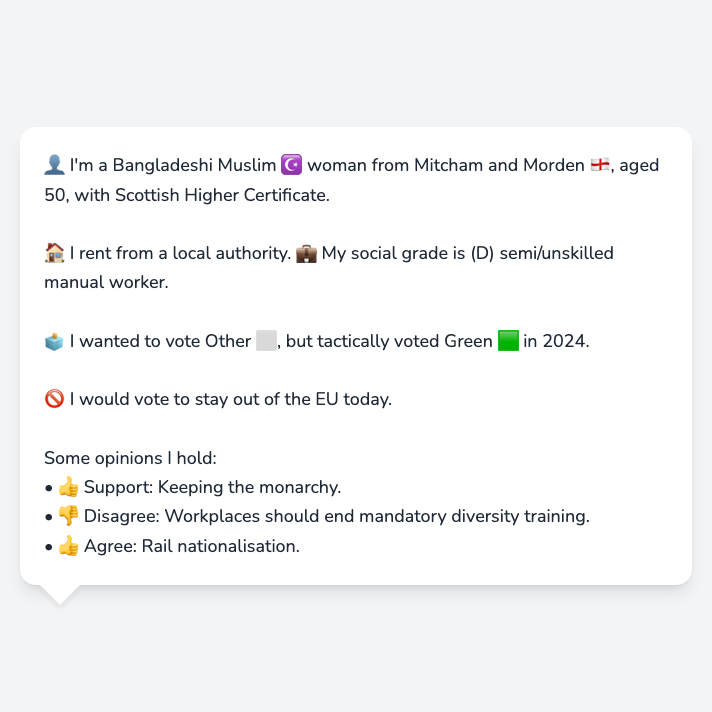 👤 I'm a Bangladeshi Muslim ☪️ woman from Mitcham and Morden 🏴󠁧󠁢󠁥󠁮󠁧󠁿, aged
50, with Scottish Higher Certificate.
🏠 I rent from a local authority. 💼 My social grade is (D) semi/unskilled
manual worker.
🗳️ I wanted to vote Other ⬜, but tactically voted Green 🟩 in 2024.
🚫 I would vote to stay out of the EU today.
Some opinions I hold:
• 👍 Support: Keeping the monarchy.
• 👎 Disagree: Workplaces should end mandatory diversity training.
• 👍 Agree: Rail nationalisation.